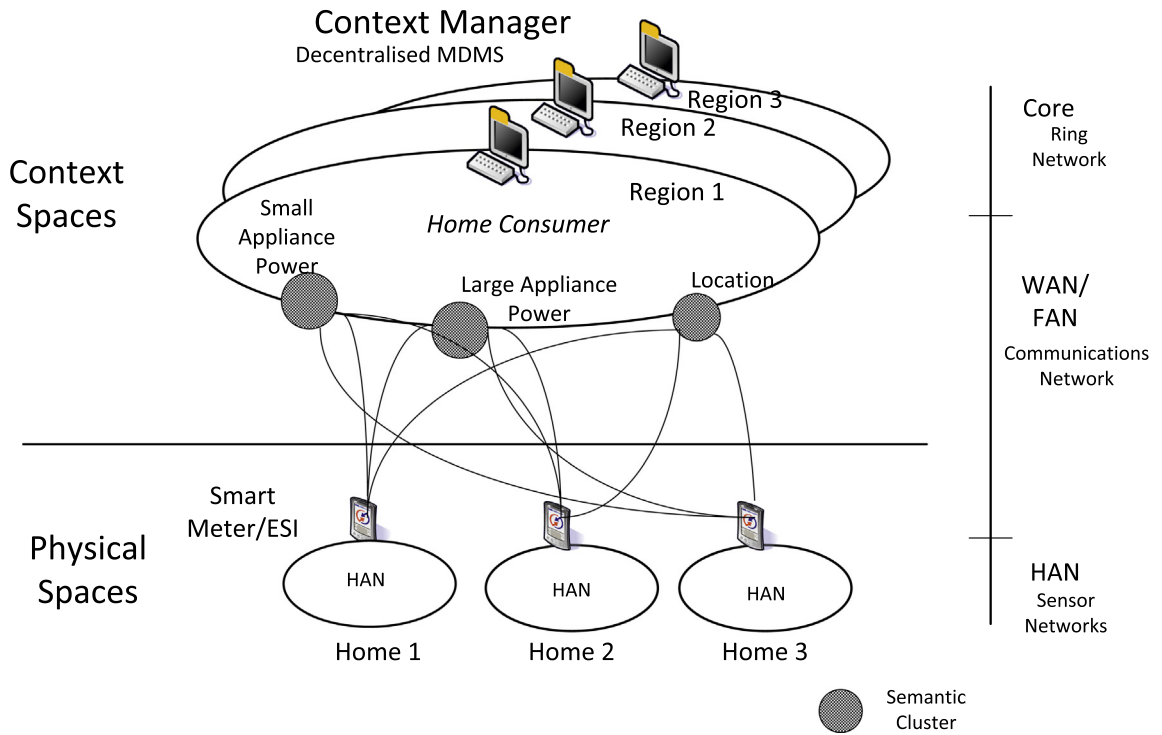 Context Manager
Decentralised MDMS
Region 3
Region 2
Region 1
Context
Spaces
Small
Appliance
Power
Home Consumer
Large Appliance
Power
Location
Core
Ring
Network
WAN/
FAN
Communications
Network
Smart
Meter/ESI
Physical
Spaces
HAN
HAN
HAN
Home 1
Home 2
Home 3
HAN
Sensor
Networks
Semantic
Cluster